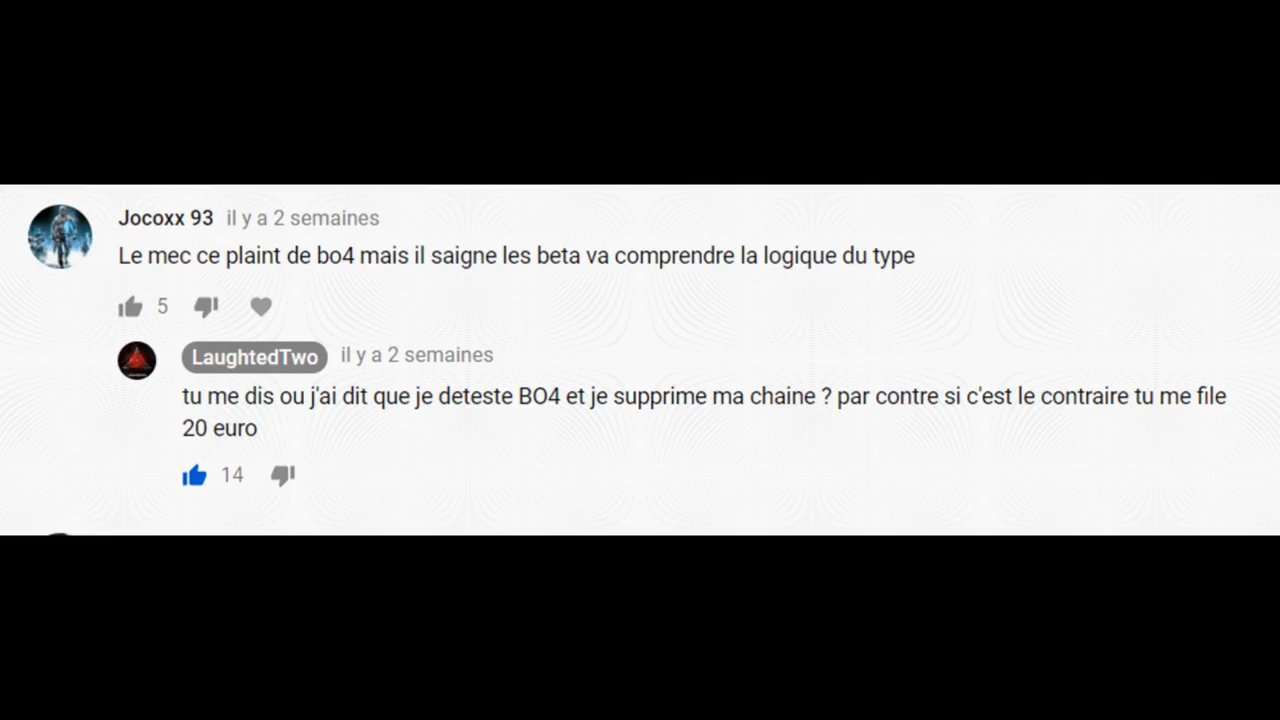 Jocoxx 93 il y a 2 semaines
Le mec ce plaint de bo4 mais il saigne les beta va comprendre la logique du type
5
LaughtedTwo il y a 2 semaines
tu me dis ou j'ai dit que je deteste BO4 et je supprime ma chaine ? par contre si c'est le contraire tu me file
20 euro
14